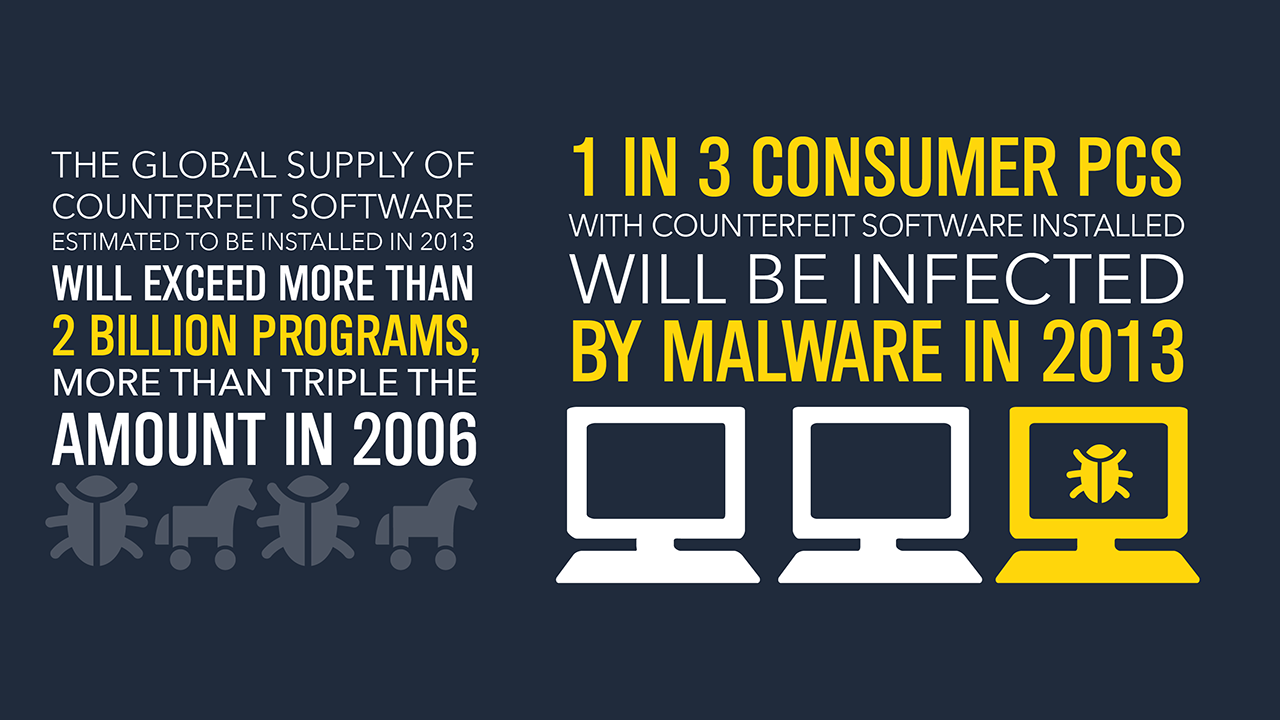 THE GLOBAL SUPPLY OF
COUNTERFEIT SOFTWARE
ESTIMATED TO BE INSTALLED IN 2013
WILL EXCEED MORE THAN
2 BILLION PROGRAMS,
MORE THAN TRIPLE THE
AMOUNT IN 2006
1 IN 3 CONSUMER PCS
WITH COUNTERFEIT SOFTWARE INSTALLED
WILL BE INFECTED
BY MALWARE IN 2013